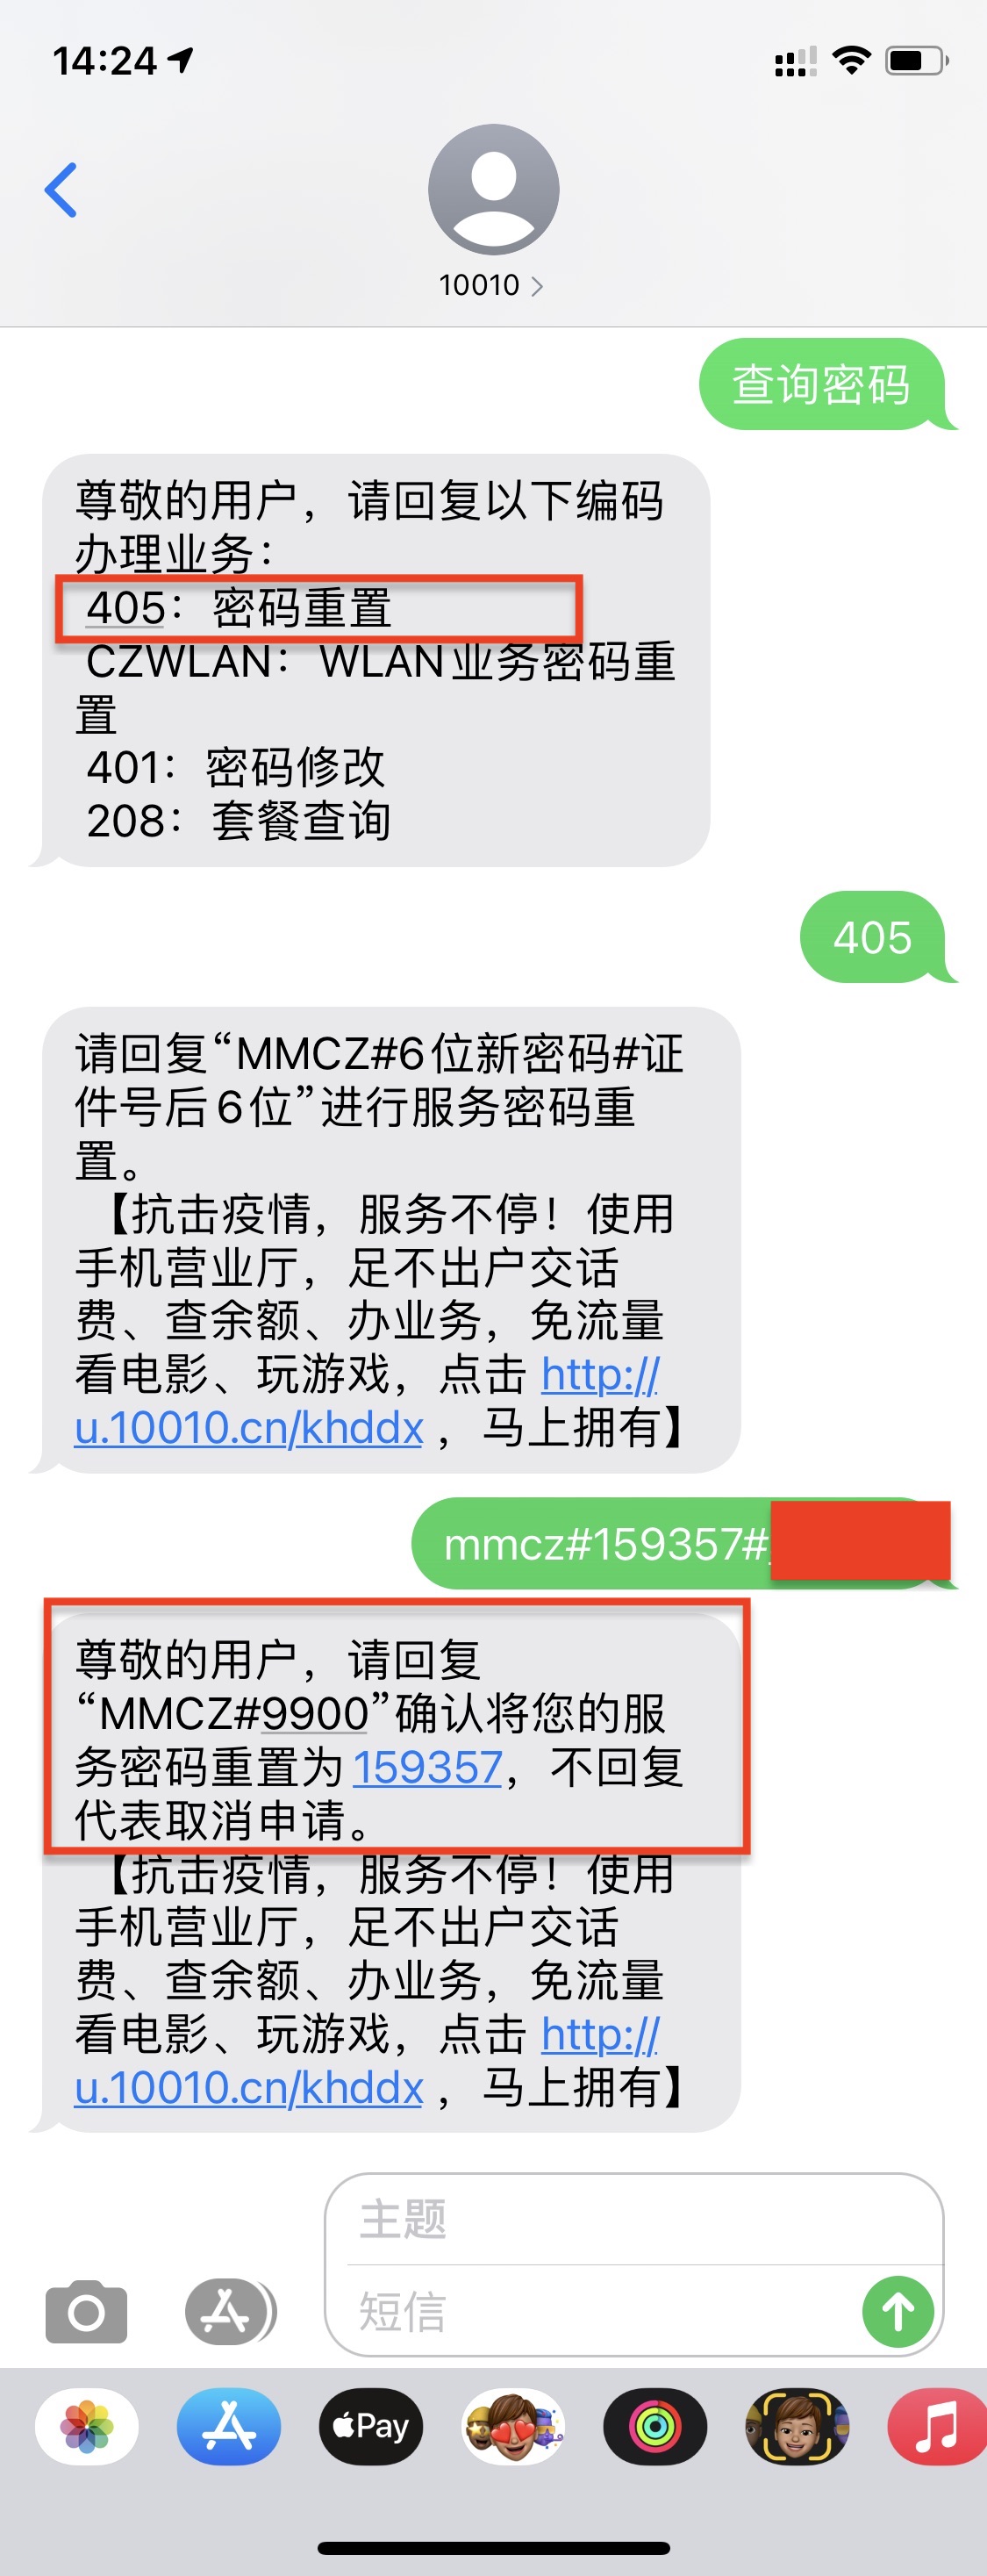 14:24
10010
查询密码
尊敬的用户，请回复以下编码
办理业务：
405：密码重置
CZWLAN：WLAN业务密码重
置
401：密码修改
208：套餐查询
405
请回复“MMCZ#6位新密码#证
件号后6位”进行服务密码重
置。
【抗击疫情，服务不停！使用
手机营业厅，足不出户交话
费、查余额、办业务，免流量
看电影、玩游戏，点击 http://
u.10010.cn/khddx ，马上拥有】
mmcz#159357#
尊敬的用户，请回复
“MMCZ#9900”确认将您的服
务密码重置为159357，不回复
代表取消申请。
【抗击疫情，服务不停！使用
手机营业厅，足不出户交话
费、查余额、办业务，免流量
看电影、玩游戏，点击 http://
u.10010.cn/khddx ，马上拥有】
主题
短信
Pay